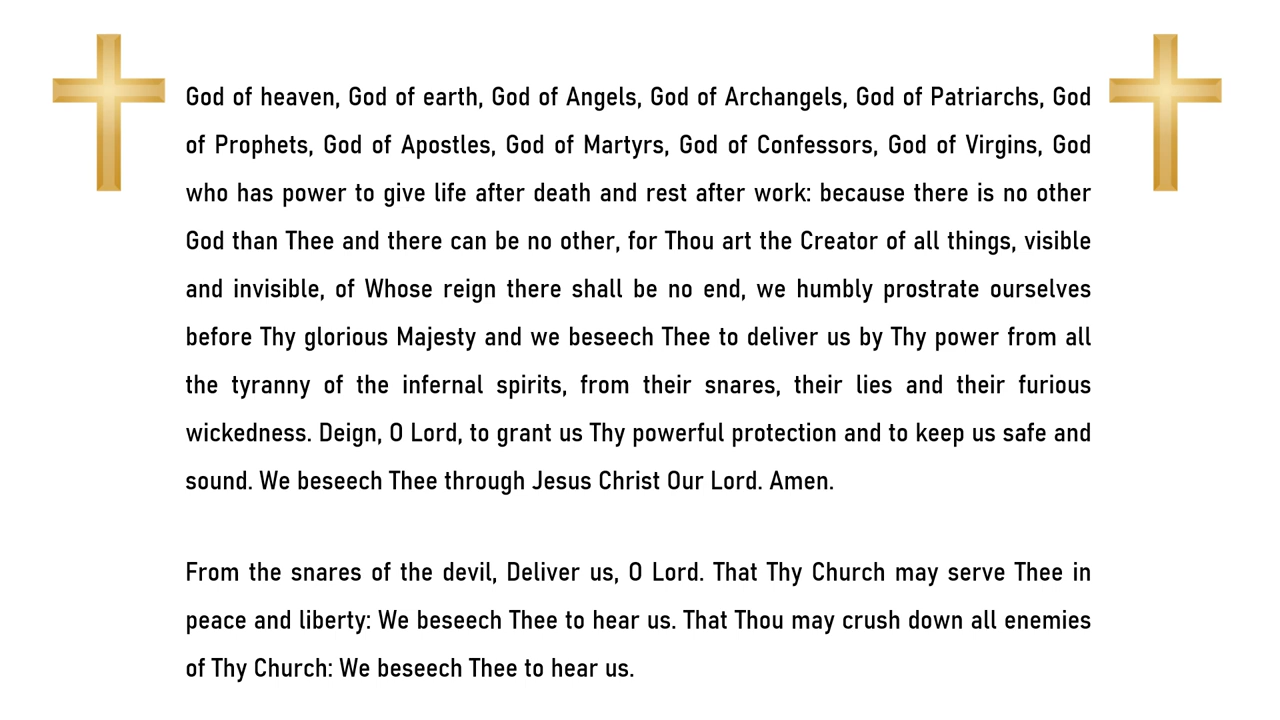 God of heaven, God of earth, God of Angels, God of Archangels, God of Patriarchs, God
of Prophets, God of Apostles, God of Martyrs, God of Confessors, God of Virgins, God
who has power to give life after death and rest after work: because there is no other
God than Thee and there can be no other, for Thou art the Creator of all things, visible
and invisible, of Whose reign there shall be no end, we humbly prostrate ourselves
before Thy glorious Majesty and we beseech Thee to deliver us by Thy power from all
the tyranny of the infernal spirits, from their snares, their lies and their furious
wickedness. Deign, O Lord, to grant us Thy powerful protection and to keep us safe and
sound. We beseech Thee through Jesus Christ Our Lord. Amen.
From the snares of the devil, Deliver us, O Lord. That Thy Church may serve Thee in
peace and liberty: We beseech Thee to hear us. That Thou may crush down all enemies
of Thy Church: We beseech Thee to hear us.